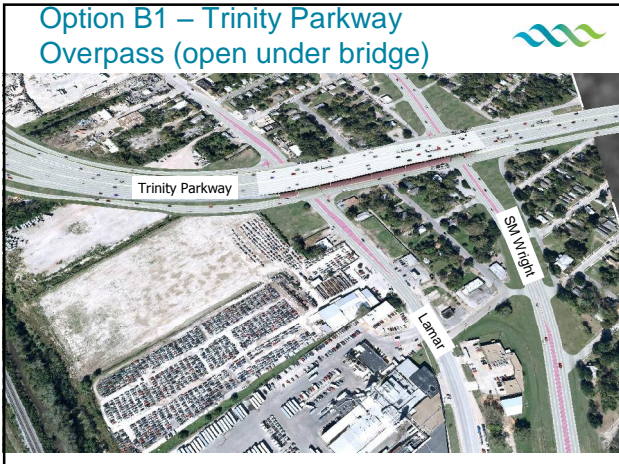 Option B1 – Trinity Parkway
Overpass (open under bridge)
Trinity Parkway
SM Wright
Lamar